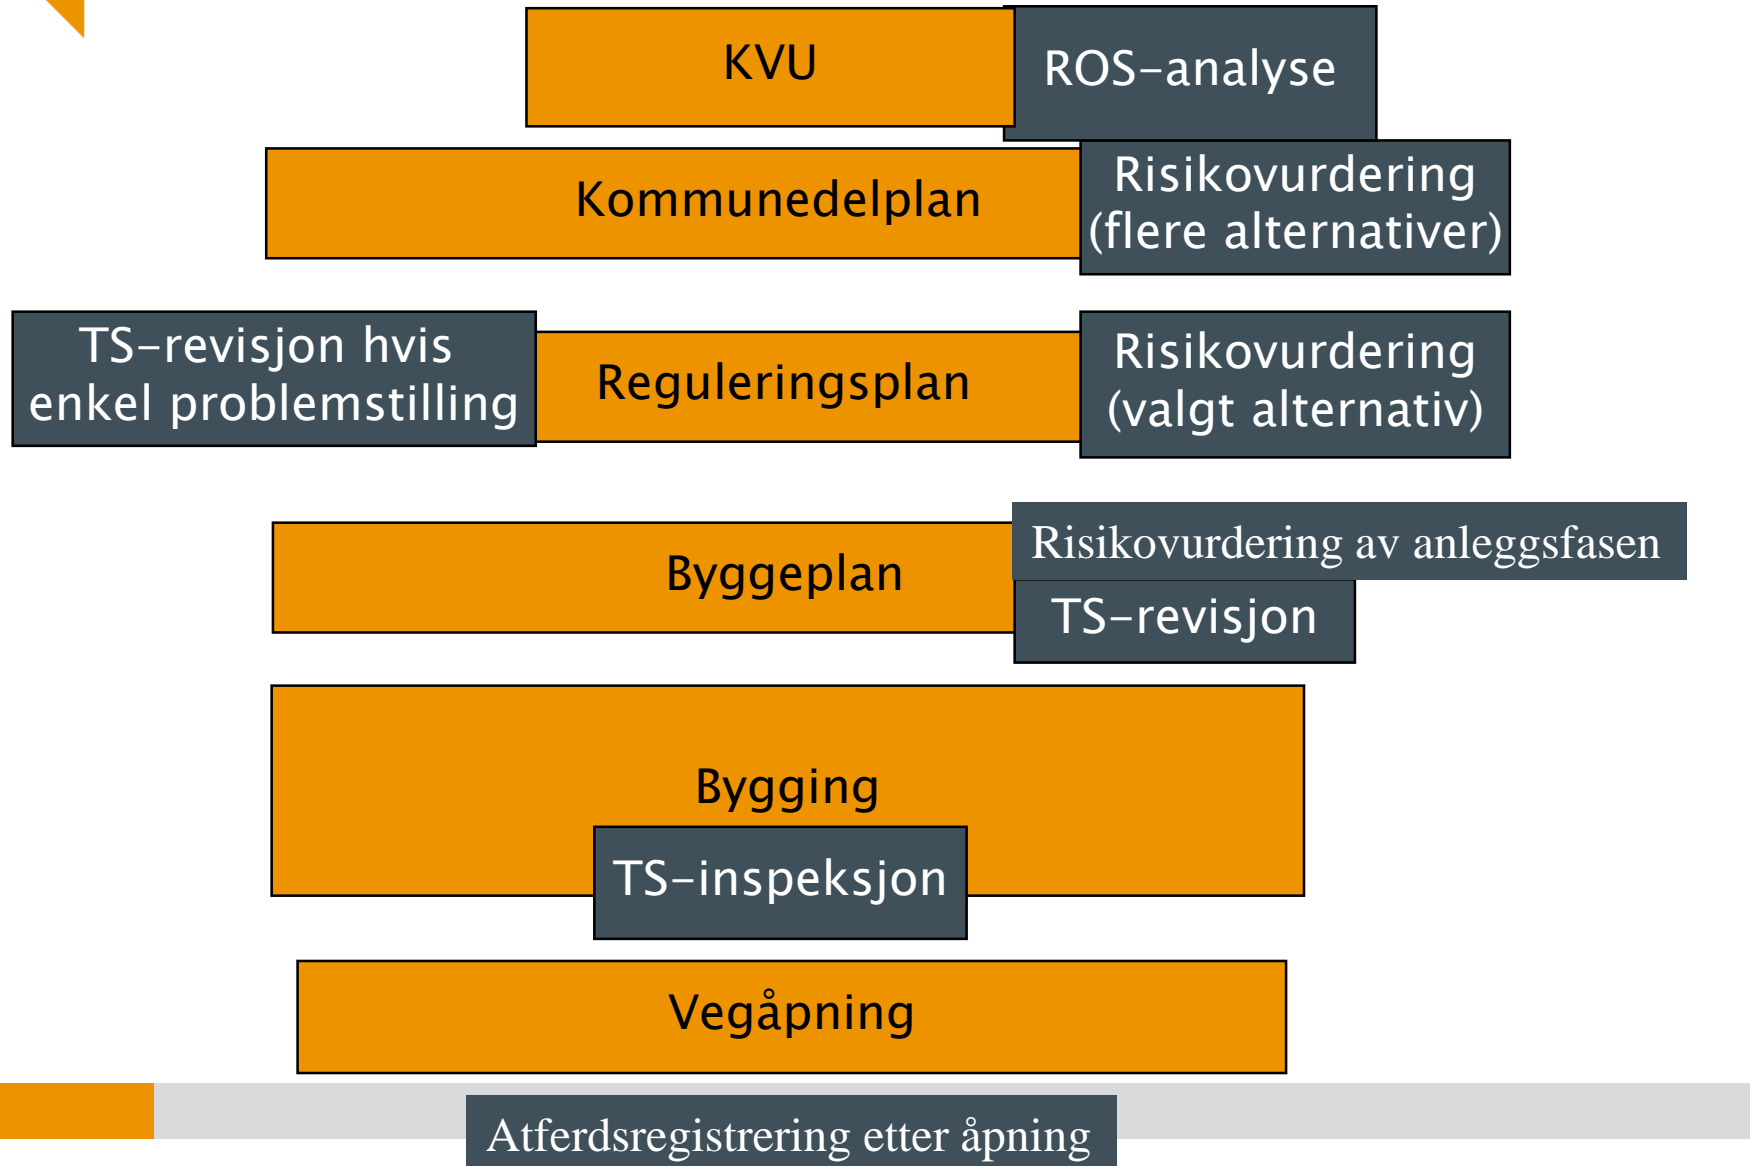 KVU
ROS-analyse
Kommunedelplan
Risikovurdering
(flere alternativer)
TS-revisjon hvis
enkel problemstilling
Reguleringsplan
Risikovurdering
(valgt alternativ)
Byggeplan
Risikovurdering av anleggsfasen
TS-revisjon
Bygging
TS-inspeksjon
Vegåpning
Atferdsregistrering etter åpning